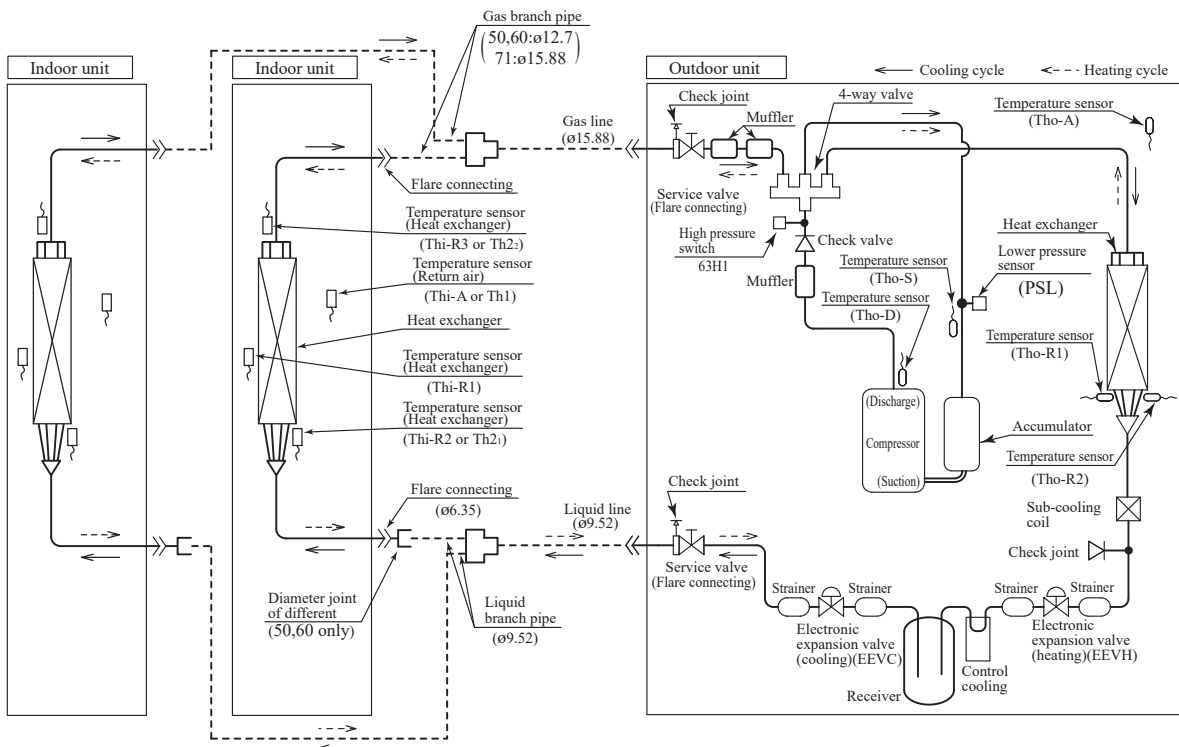 Indoor unit
Indoor unit
Gas branch pipe
50,60:ø12.7
71:ø15.88
Gas line
(ø15.88)
Flare connecting
Temperature sensor
(Heat exchanger)
(Thi-R3 or Th2₂)
Temperature sensor
(Return air)
(Thi-A or Th1)
Heat exchanger
Temperature sensor
(Heat exchanger)
(Thi-R1)
Temperature sensor
(Heat exchanger)
(Thi-R2 or Th2₁)
Flare connecting
(ø6.35)
Liquid line
(ø9.52)
Diameter joint
of different
(50,60 only)
Liquid
branch pipe
(ø9.52)
Outdoor unit
Cooling cycle
Heating cycle
Check joint
4-way valve
Muffler
Temperature sensor
(Tho-A)
Service valve
(Flare connecting)
High pressure
switch
63H1
Check valve
Muffler
Temperature sensor
(Tho-S)
Temperature sensor
(Tho-D)
Heat exchanger
Lower pressure
sensor
(PSL)
Temperature sensor
(Tho-R1)
(Discharge)
Compressor
(Suction)
Accumulator
Temperature sensor
(Tho-R2)
Check joint
Sub-cooling
coil
Check joint
Service valve
(Flare connecting)
Strainer
Strainer
Strainer
Strainer
Electronic
expansion valve
(cooling)(EEVC)
Electronic
expansion valve
(heating)(EEVH)
Control
cooling
Receiver